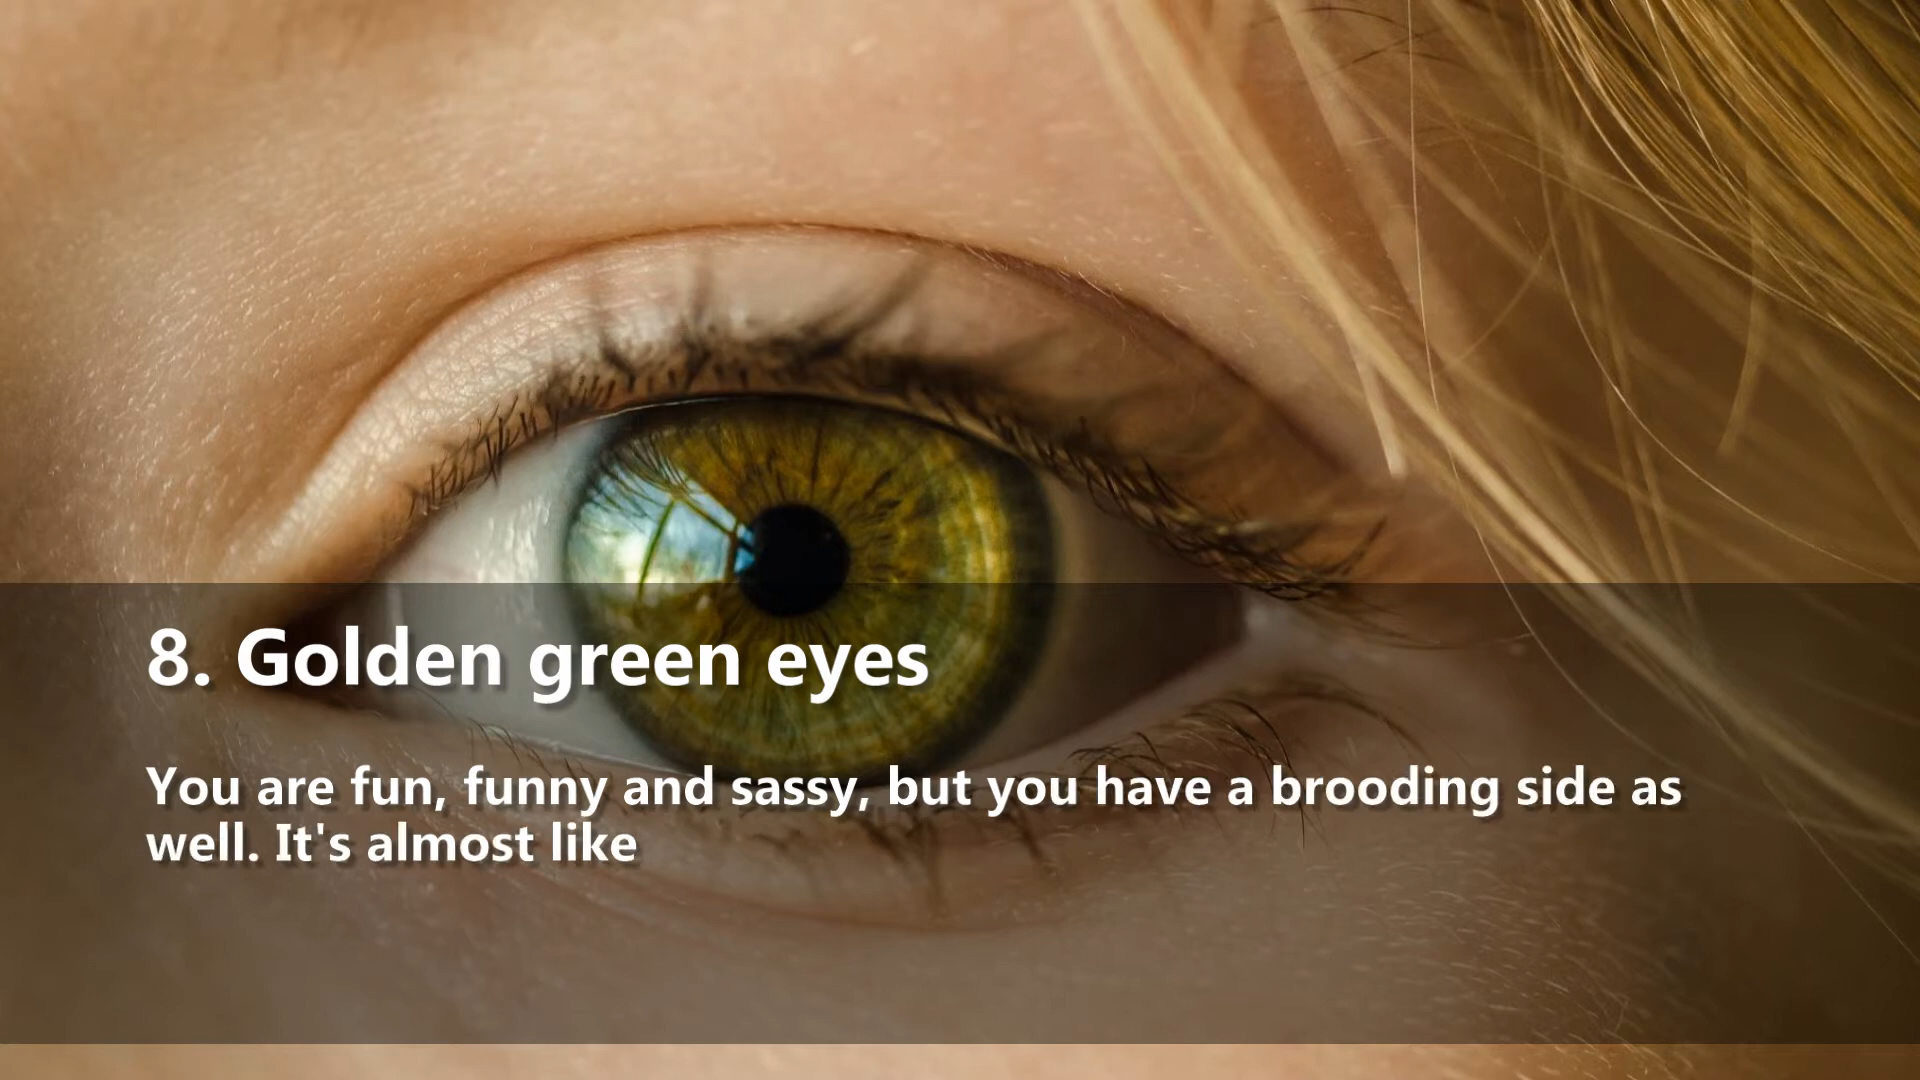 8. Golden green eyes
You are fun, funny and sassy, but you have a brooding side as
well. It's almost like